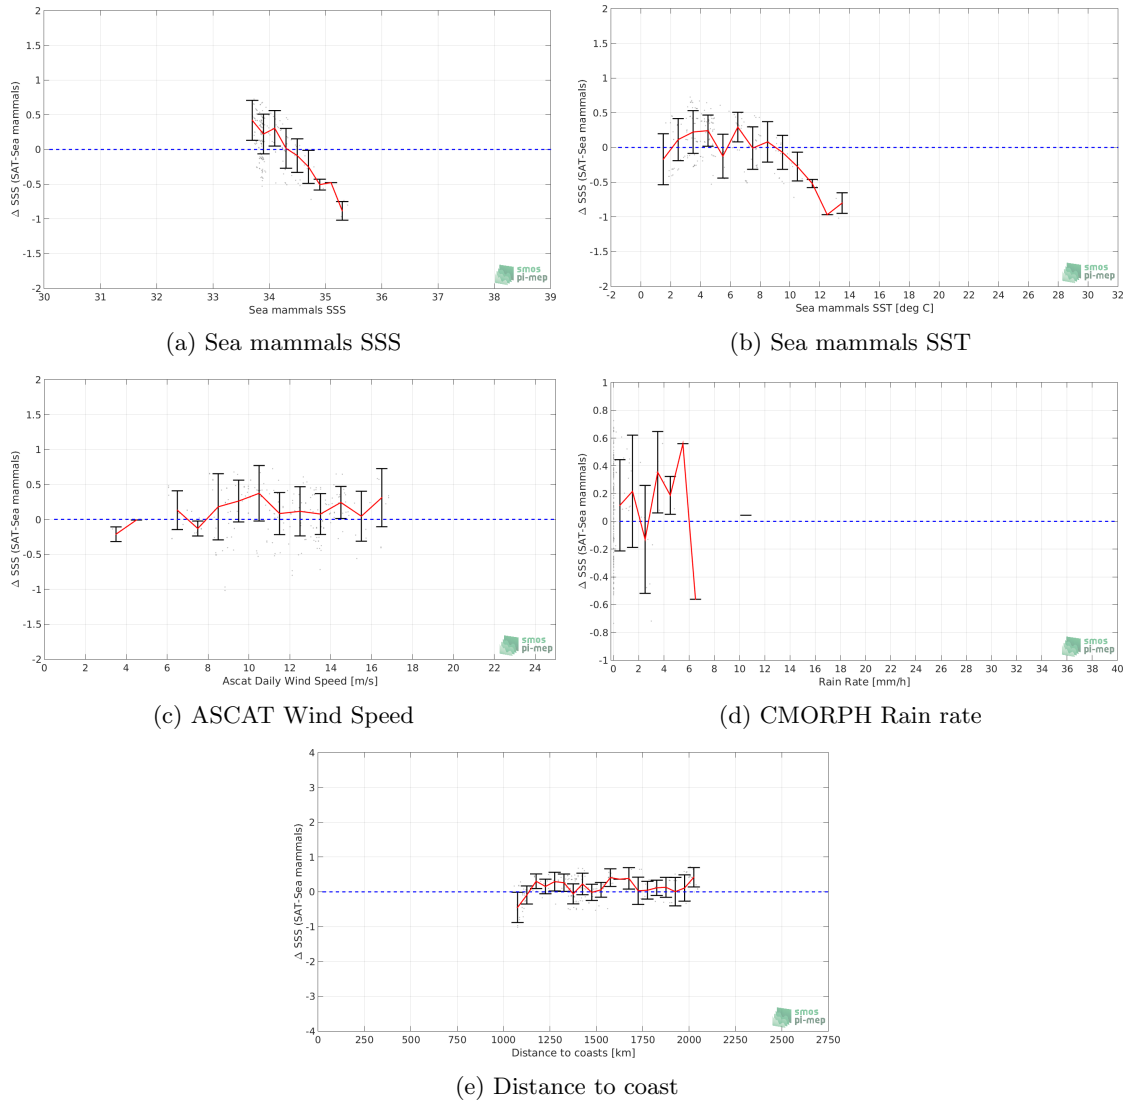 2
1.5
1
0.5
0
-0.5
-1
-1.5
-2
Δ SSS (SAT-Sea mammals)
30 31 32 33 34 35 36 37 38 39
Sea mammals SSS
smos
pi-mep
(a) Sea mammals SSS
2
1.5
1
0.5
0
-0.5
-1
-1.5
-2
Δ SSS (SAT-Sea mammals)
-2 0 2 4 6 8 10 12 14 16 18 20 22 24 26 28 30 32
Sea mammals SST [deg C]
smos
pi-mep
(b) Sea mammals SST
2
1.5
1
0.5
0
-0.5
-1
-1.5
-2
Δ SSS (SAT-Sea mammals)
0 2 4 6 8 10 12 14 16 18 20 22 24
Ascat Daily Wind Speed [m/s]
smos
pi-mep
(c) ASCAT Wind Speed
1
0.8
0.6
0.4
0.2
0
-0.2
-0.4
-0.6
-0.8
-1
Δ SSS (SAT-Sea mammals)
0 2 4 6 8 10 12 14 16 18 20 22 24 26 28 30 32 34 36 38 40
Rain Rate [mm/h]
smos
pi-mep
(d) CMORPH Rain rate
4
3
2
1
0
-1
-2
-3
-4
Δ SSS (SAT-Sea mammals)
0 250 500 750 1000 1250 1500 1750 2000 2250 2500 2750
Distance to coasts [km]
smos
pi-mep
(e) Distance to coast